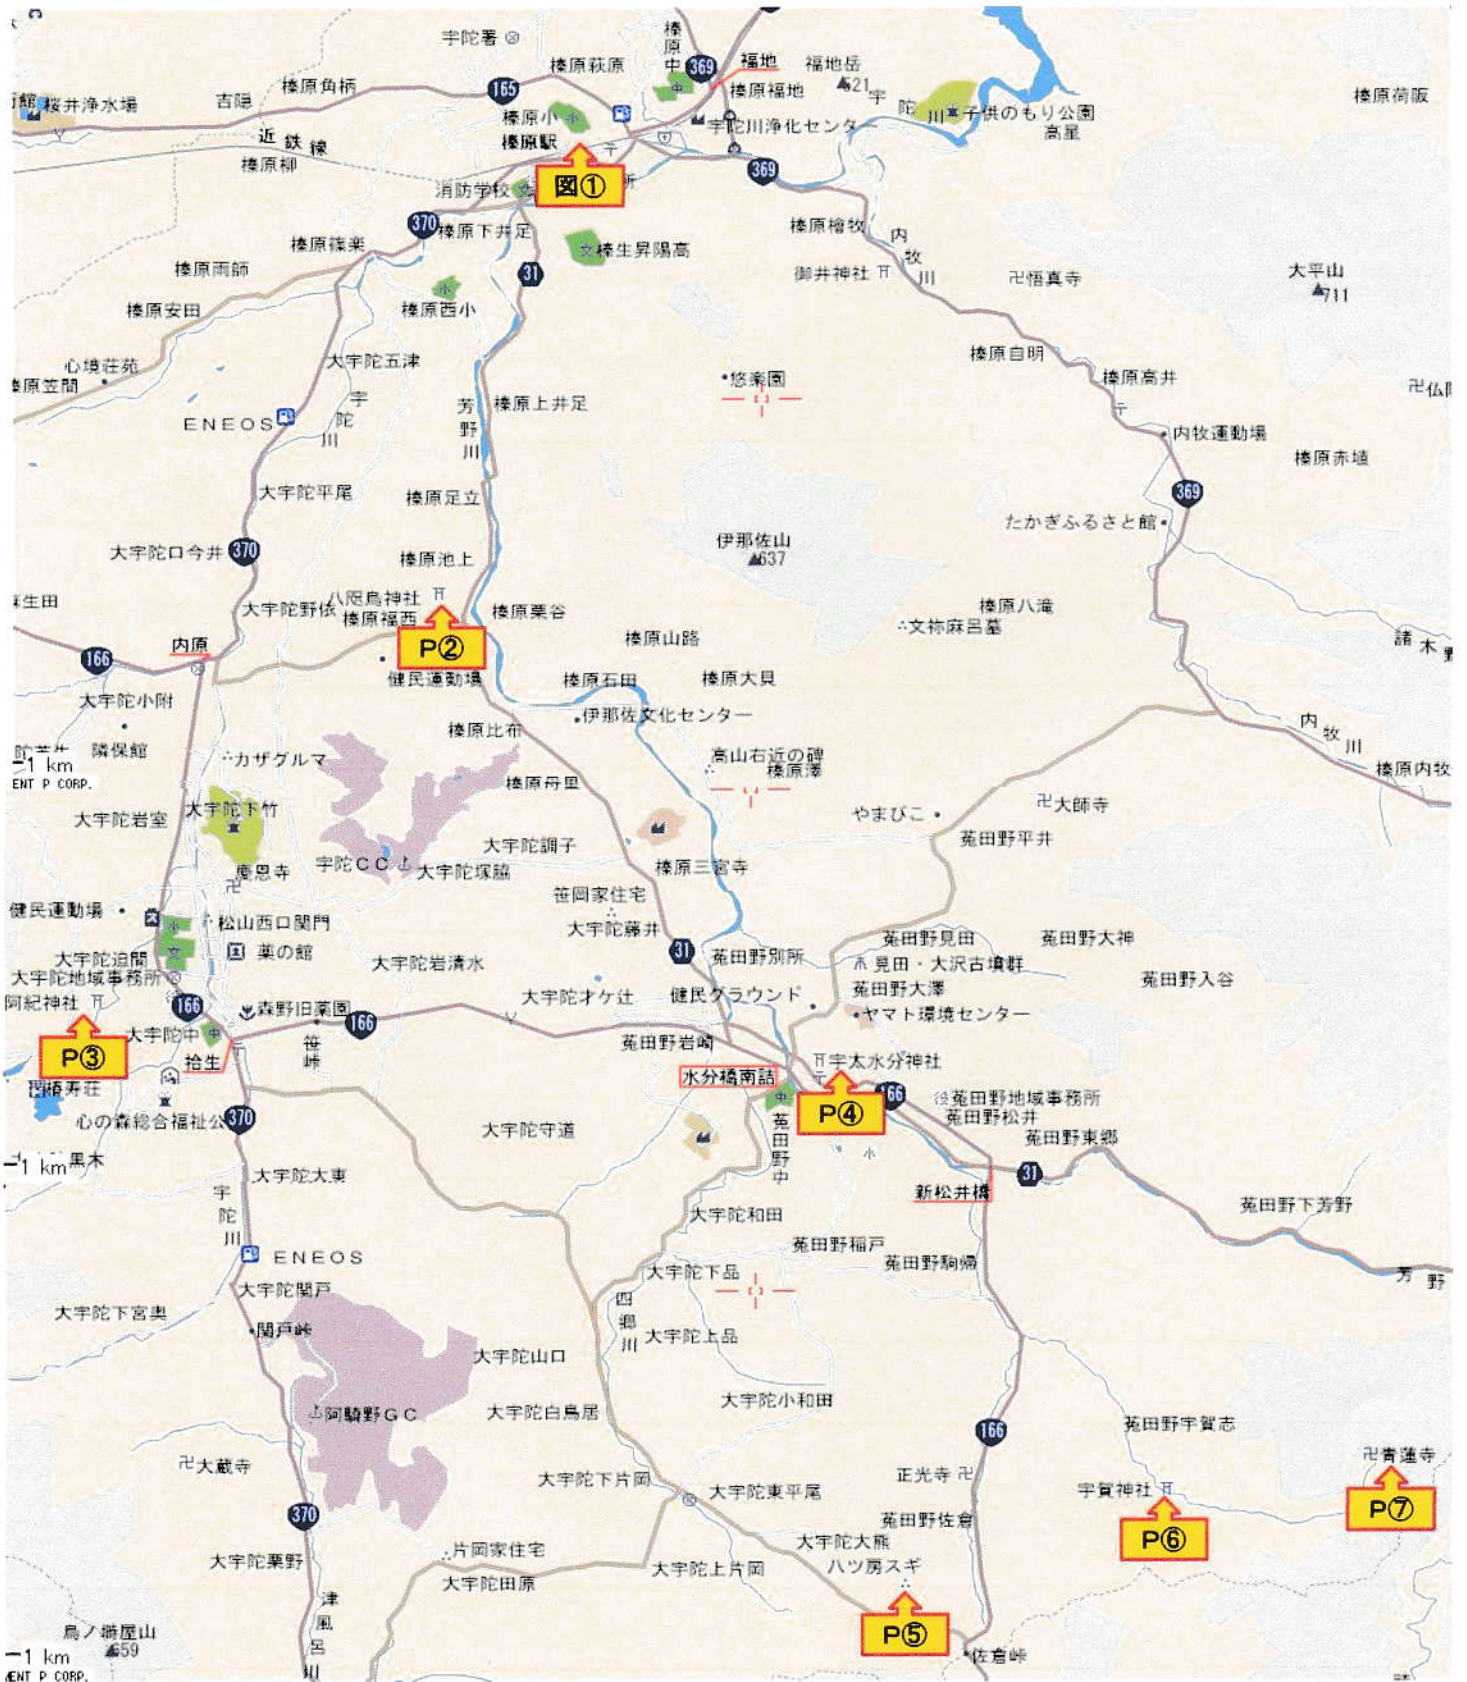 宇陀署
榛原中
369
福地
福地岳
521
榛原萩原
165
榛原角柄
吉隠
桜井浄水場
榛原福地
宇陀川
子供のもり公園
高星
榛原荷阪
榛原小
榛原駅
宇陀川浄化センター
近鉄線
榛原柳
消防学校
図①
369
370
榛原下井足
榛原篠楽
榛原雨師
榛生昇陽高
31
榛原檜牧
内牧川
御井神社
悟真寺
大平山
711
榛原安田
榛原西小
心境荘苑
榛原笠間
大宇陀五津
榛原自明
榛原高井
悠楽園
ENEOS
宇陀川
芳野川
榛原上井足
内牧運動場
榛原赤埴
大宇陀平尾
榛原足立
369
たかぎふるさと館
大宇陀口今井
370
榛原池上
伊那佐山
637
八咫烏神社
大宇陀野依
榛原福西
榛原栗谷
榛原八滝
文祢麻呂墓
榛原山路
内原
166
P②
諸木野
健民運動場
榛原石田
榛原大貝
大宇陀小附
伊那佐文化センター
榛原比布
隣保館
カザグルマ
内牧川
1 km
高山右近の碑
榛原澤
榛原内牧
ENT P CORP.
榛原母里
大宇陀下竹
大宇陀岩室
やまびこ
大師寺
菟田野平井
大宇陀調子
宇陀CC
大宇陀塚脇
慶恩寺
榛原三宮寺
笹岡家住宅
健民運動場
松山西口関門
大宇陀藤井
31
菟田野見田
菟田野大神
大宇陀迫間
薬の館
大宇陀岩清水
菟田野別所
見田・大沢古墳群
菟田野入谷
大宇陀地域事務所
阿紀神社
166
森野旧薬園
大宇陀才ケ辻
健民グラウンド
菟田野大澤
ヤマト環境センター
166
大宇陀中
笹峠
菟田野岩崎
P③
拾生
水分橋南詰
宇太水分神社
椿寿荘
P④
166
菟田野地域事務所
心の森総合福祉公
370
大宇陀守道
菟田野中
菟田野松井
菟田野東郷
1 km
黒木
大宇陀大東
新松井橋
31
宇陀川
大宇陀和田
菟田野下芳野
ENEOS
菟田野稲戸
菟田野駒帰
大宇陀下品
芳野
大宇陀関戸
大宇陀下宮奥
関戸峠
四郷川
大宇陀上品
大宇陀山口
大宇陀小和田
阿騎野GC
大宇陀白鳥居
166
菟田野宇賀志
大蔵寺
大宇陀下片岡
大宇陀東平尾
正光寺
青蓮寺
宇賀神社
P⑦
370
菟田野佐倉
P⑥
大宇陀大熊
片岡家住宅
大宇陀栗野
大宇陀田原
大宇陀上片岡
八ツ房スギ
津風呂川
P⑤
鳥ノ塒屋山
659
佐倉峠
1 km
ENT P CORP.